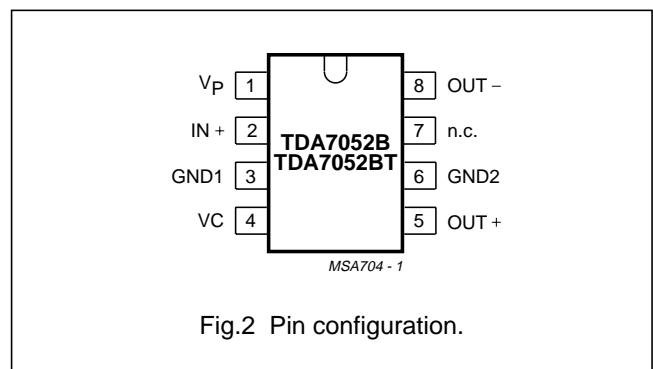 VP 1 8 OUT −
IN + 2 7 n.c.
TDA7052B
TDA7052BT
GND1 3 6 GND2
VC 4 5 OUT +
MSA704 - 1
Fig.2 Pin configuration.